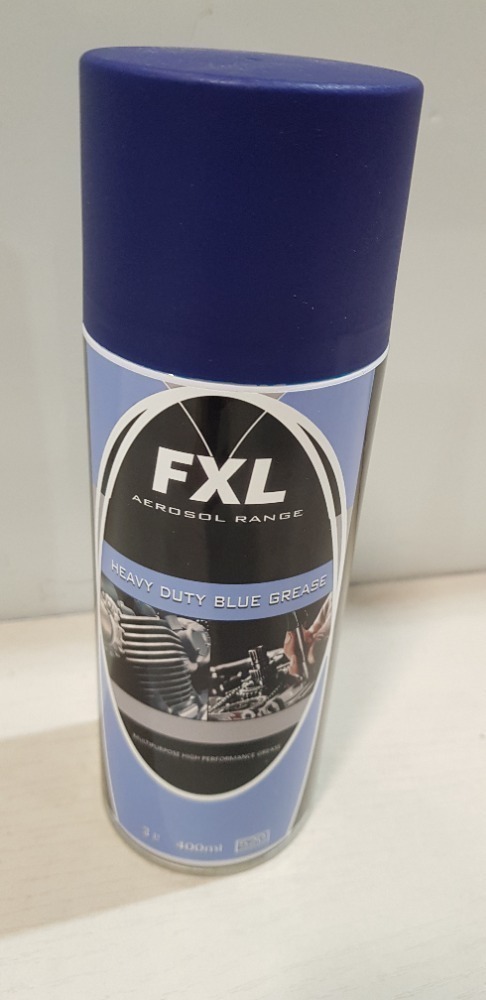 FXL
AEROSOL RANGE
HEAVY DUTY BLUE GREASE
MULTIPURPOSE HIGH PERFORMANCE GREASE
400ml